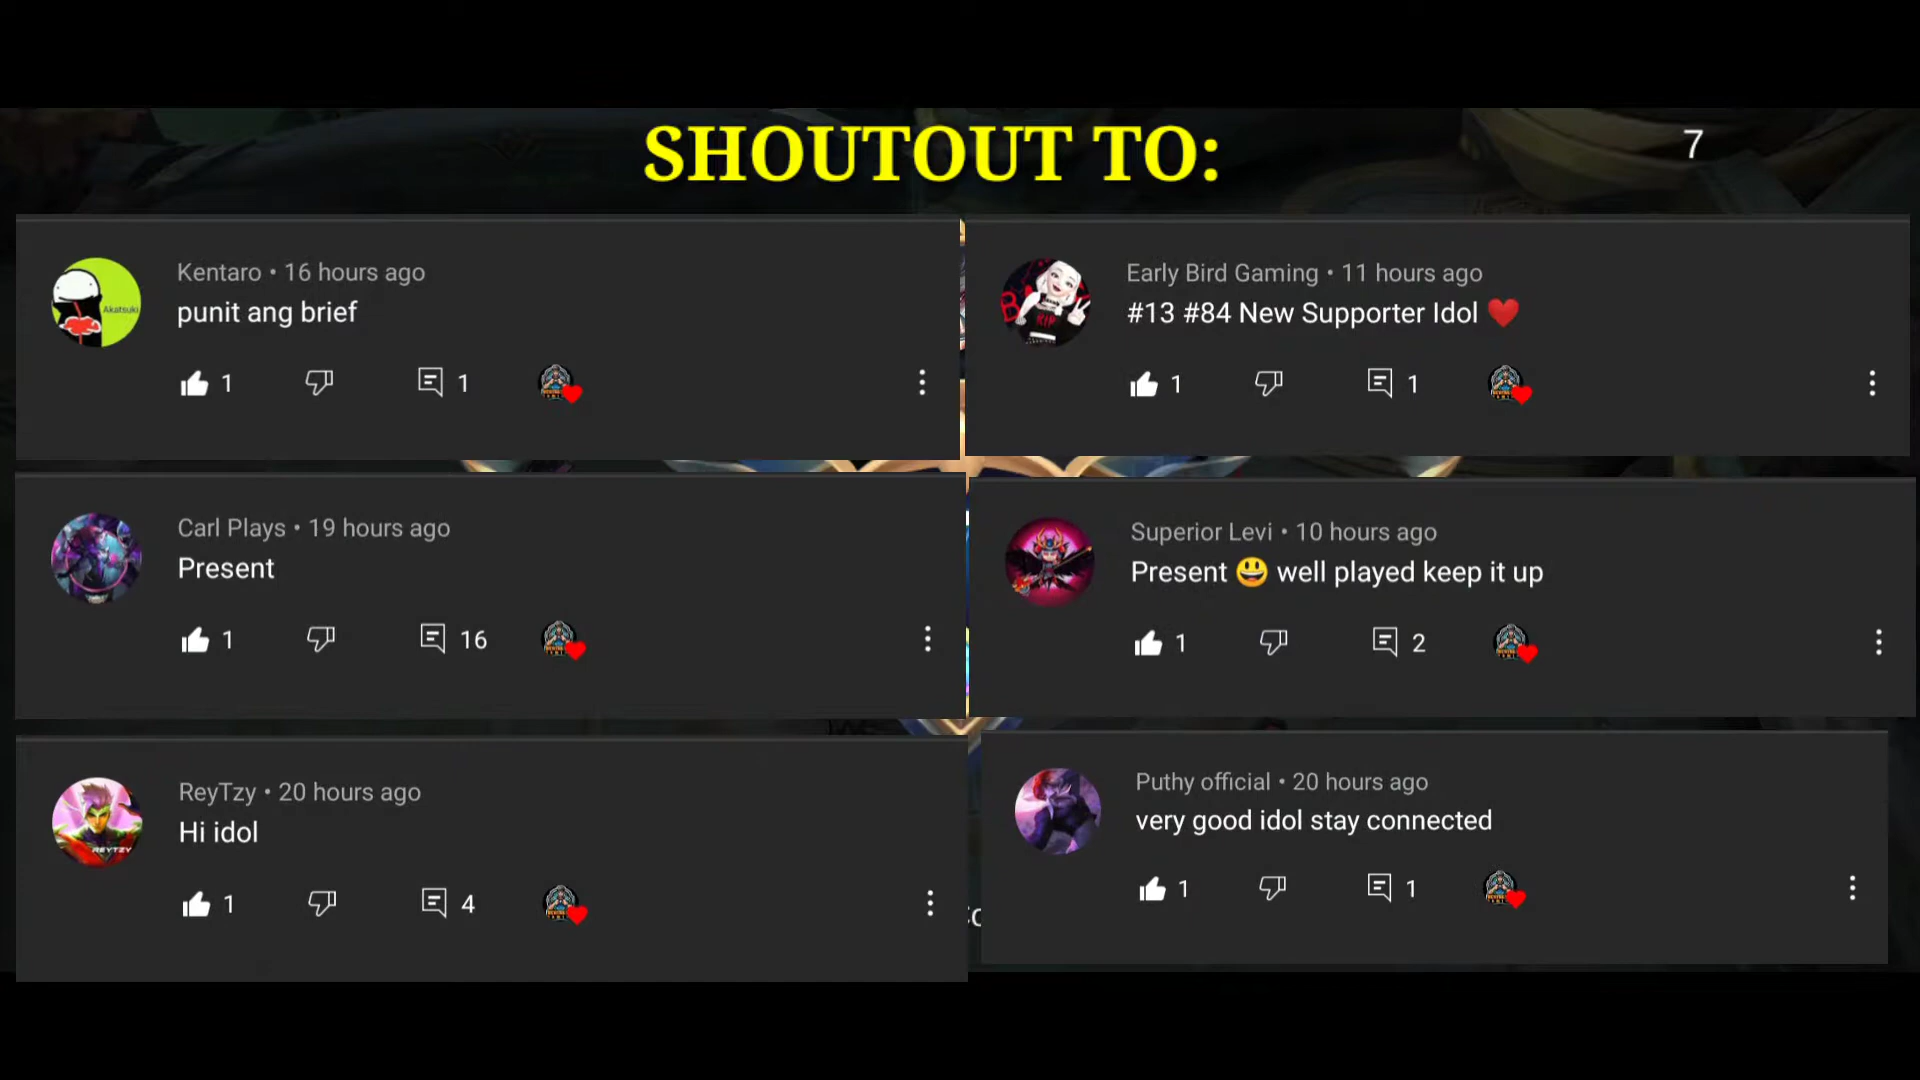 SHOUTOUT TO:
7
Kentaro • 16 hours ago
punit ang brief
1 1
Akatsuki
Early Bird Gaming • 11 hours ago
#13 #84 New Supporter Idol ❤️
1 1
RIP
Carl Plays • 19 hours ago
Present
1 16
Superior Levi • 10 hours ago
Present 😃 well played keep it up
1 2
ReyTzy • 20 hours ago
Hi idol
1 4
REYTZY
Puthy official • 20 hours ago
very good idol stay connected
1 1